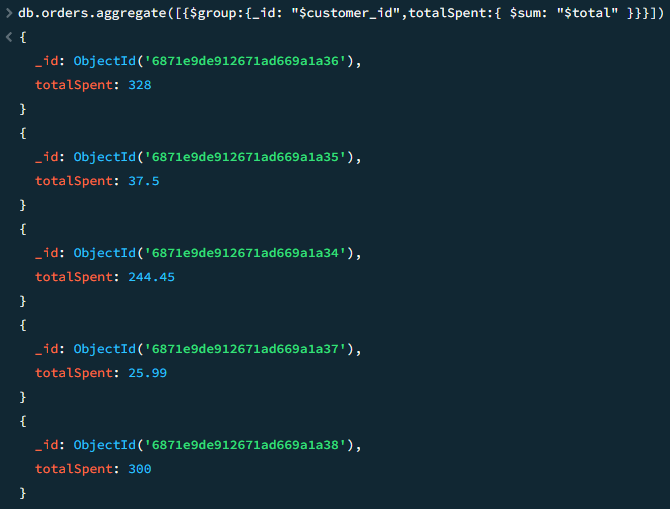 db.orders.aggregate([{$group:{_id: "$customer_id",totalSpent:{ $sum: "$total" }}}])
{
_id: ObjectId('6871e9de912671ad669a1a36'),
totalSpent: 328
}
{
_id: ObjectId('6871e9de912671ad669a1a35'),
totalSpent: 37.5
}
{
_id: ObjectId('6871e9de912671ad669a1a34'),
totalSpent: 244.45
}
{
_id: ObjectId('6871e9de912671ad669a1a37'),
totalSpent: 25.99
}
{
_id: ObjectId('6871e9de912671ad669a1a38'),
totalSpent: 300
}